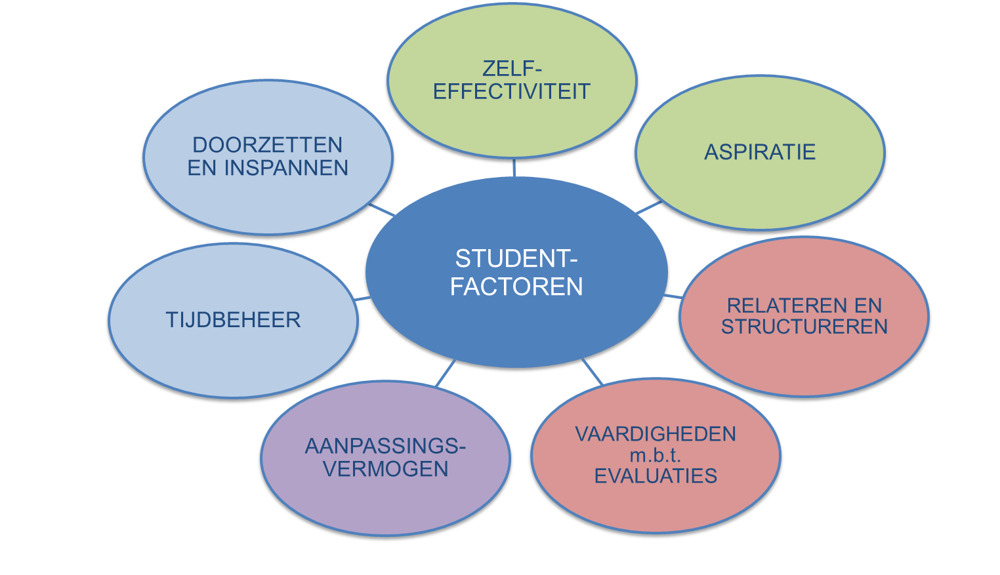 ZELF-
EFFECTIVITEIT
DOORZETTEN
EN INSPANNEN
ASPIRATIE
STUDENT-
FACTOREN
TIJDBEHEER
RELATEREN EN
STRUCTUREREN
AANPASSINGS-
VERMOGEN
VAARDIGHEDEN
m.b.t.
EVALUATIES